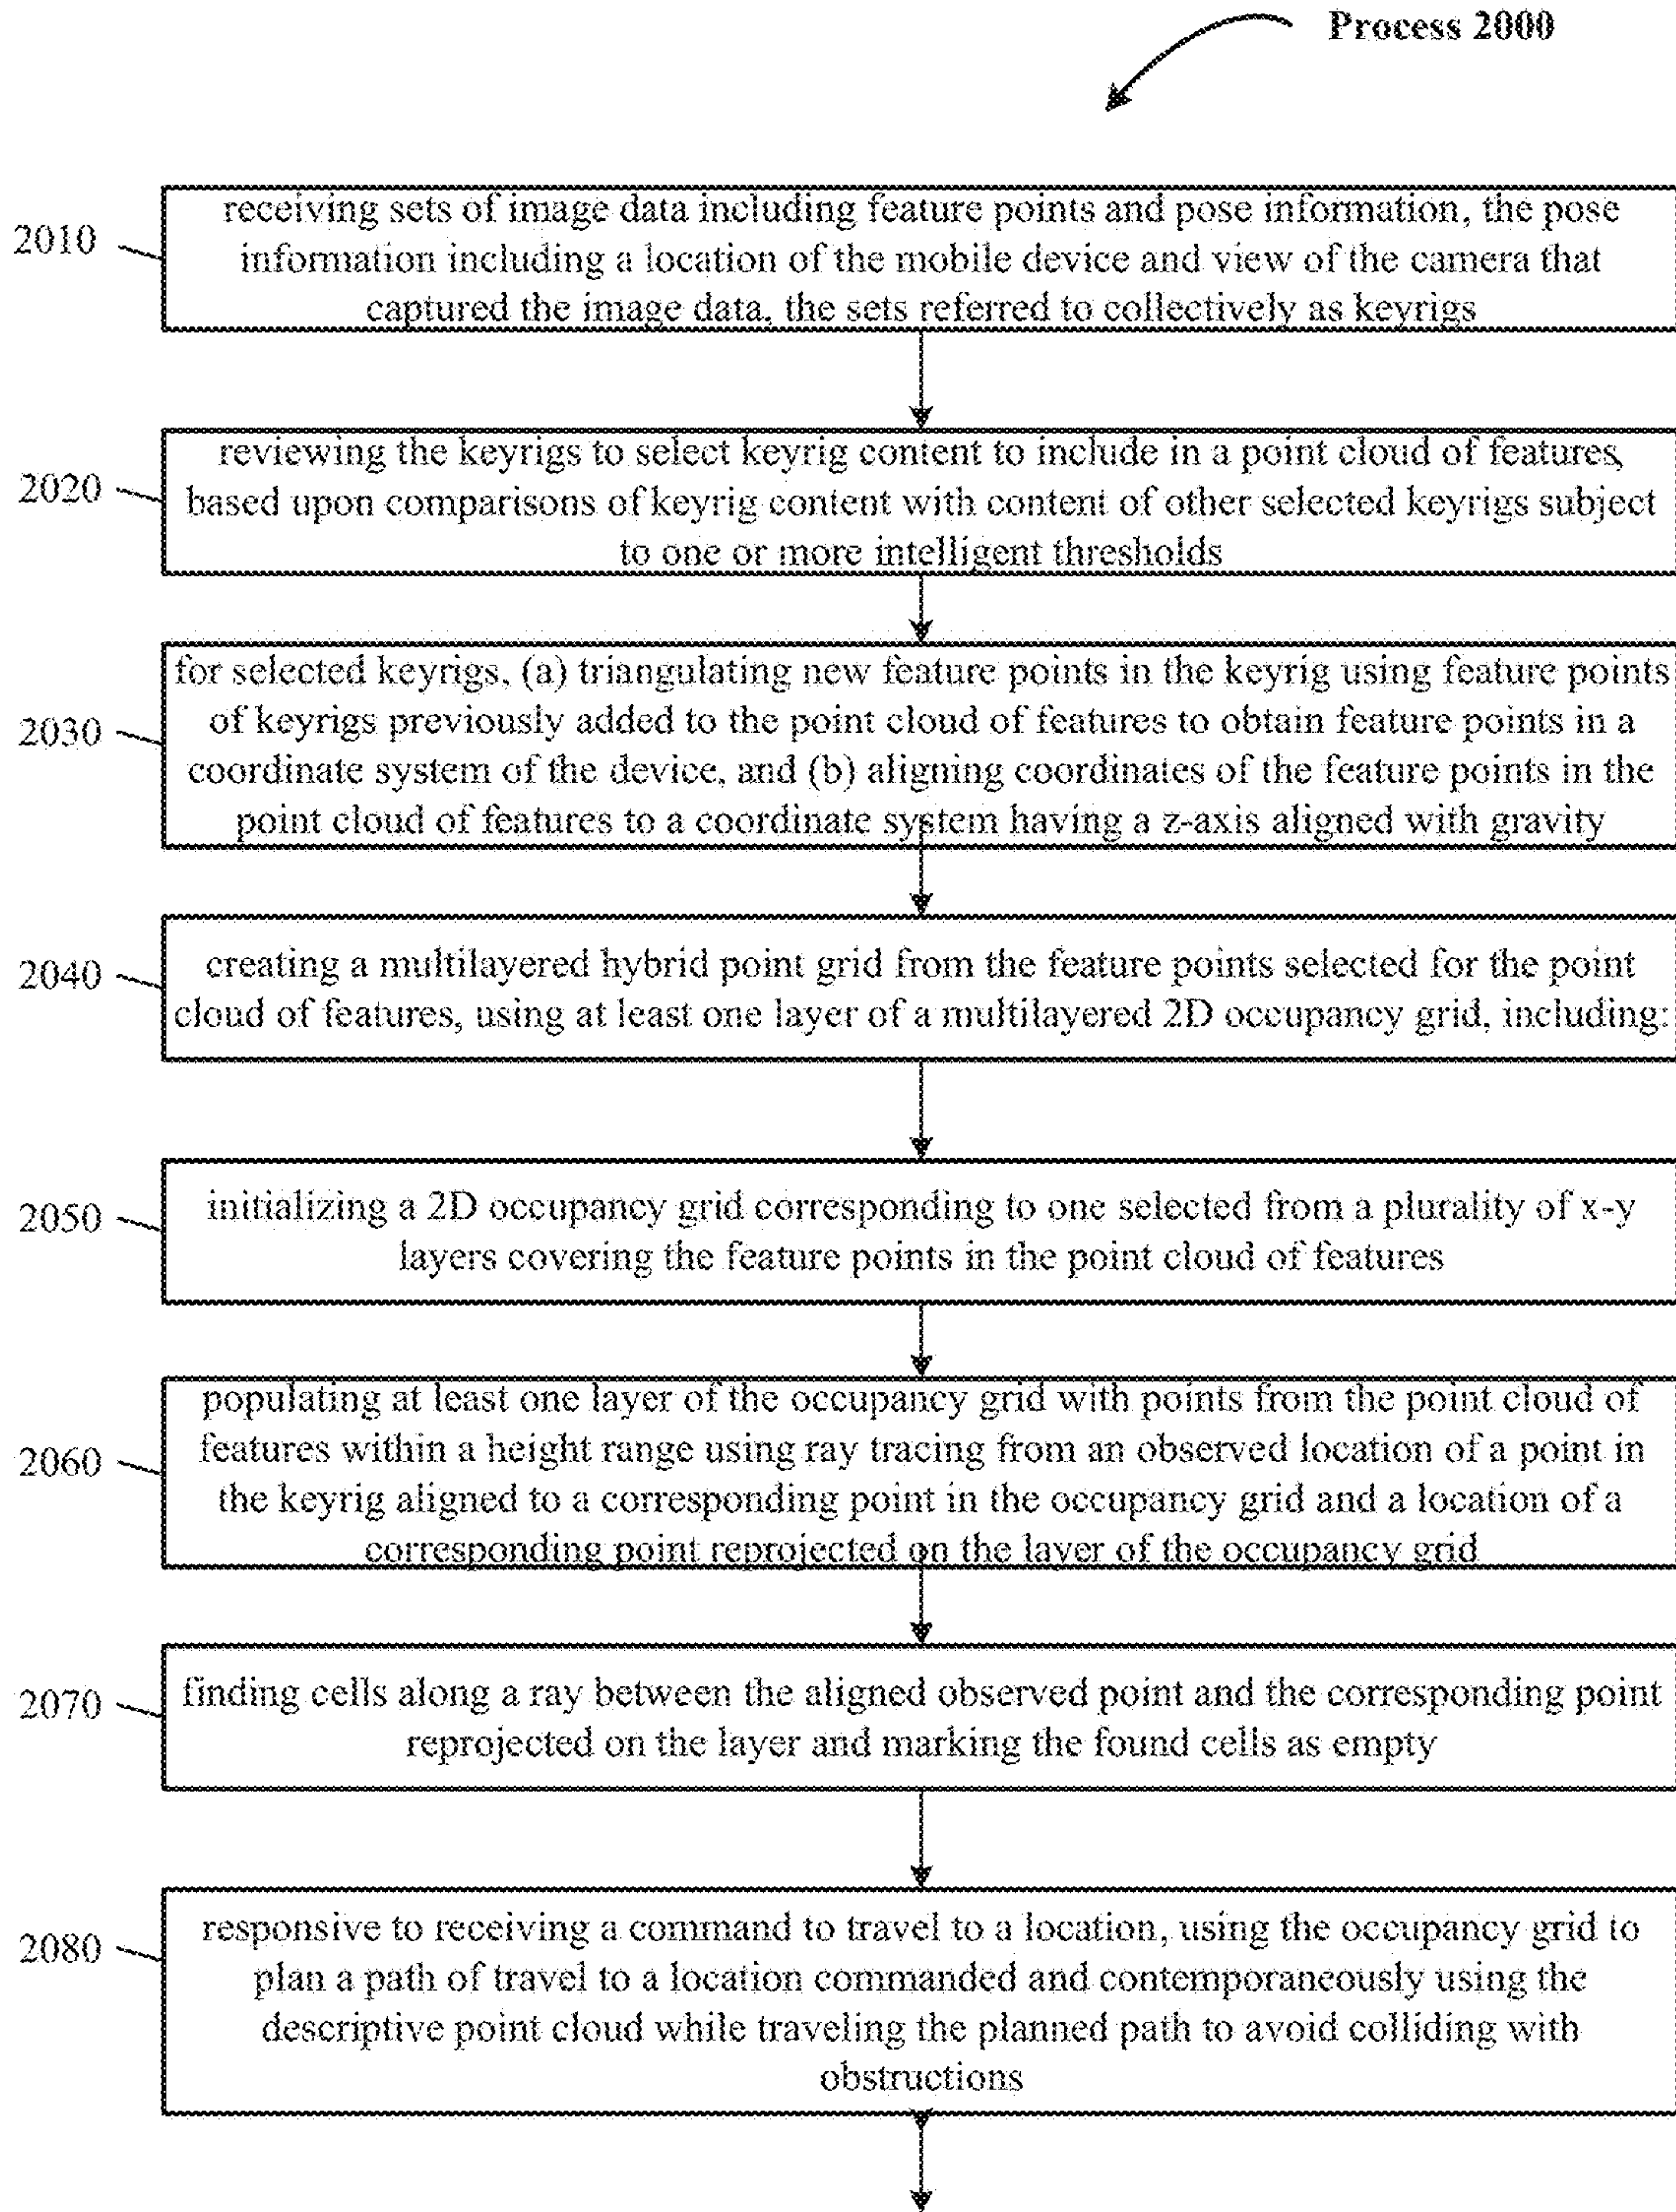 Process 2000
2010
receiving sets of image data including feature points and pose information, the pose
information including a location of the mobile device and view of the camera that
captured the image data, the sets referred to collectively as keyrigs
2020
reviewing the keyrigs to select keyrig content to include in a point cloud of features,
based upon comparisons of keyrig content with content of other selected keyrigs subject
to one or more intelligent thresholds
2030
for selected keyrigs, (a) triangulating new feature points in the keyrig using feature points
of keyrigs previously added to the point cloud of features to obtain feature points in a
coordinate system of the device, and (b) aligning coordinates of the feature points in the
point cloud of features to a coordinate system having a z-axis aligned with gravity
2040
creating a multilayered hybrid point grid from the feature points selected for the point
cloud of features, using at least one layer of a multilayered 2D occupancy grid, including:
2050
initializing a 2D occupancy grid corresponding to one selected from a plurality of x-y
layers covering the feature points in the point cloud of features
2060
populating at least one layer of the occupancy grid with points from the point cloud of
features within a height range using ray tracing from an observed location of a point in
the keyrig aligned to a corresponding point in the occupancy grid and a location of a
corresponding point reprojected on the layer of the occupancy grid
2070
finding cells along a ray between the aligned observed point and the corresponding point
reprojected on the layer and marking the found cells as empty
2080
responsive to receiving a command to travel to a location, using the occupancy grid to
plan a path of travel to a location commanded and contemporaneously using the
descriptive point cloud while traveling the planned path to avoid colliding with
obstructions